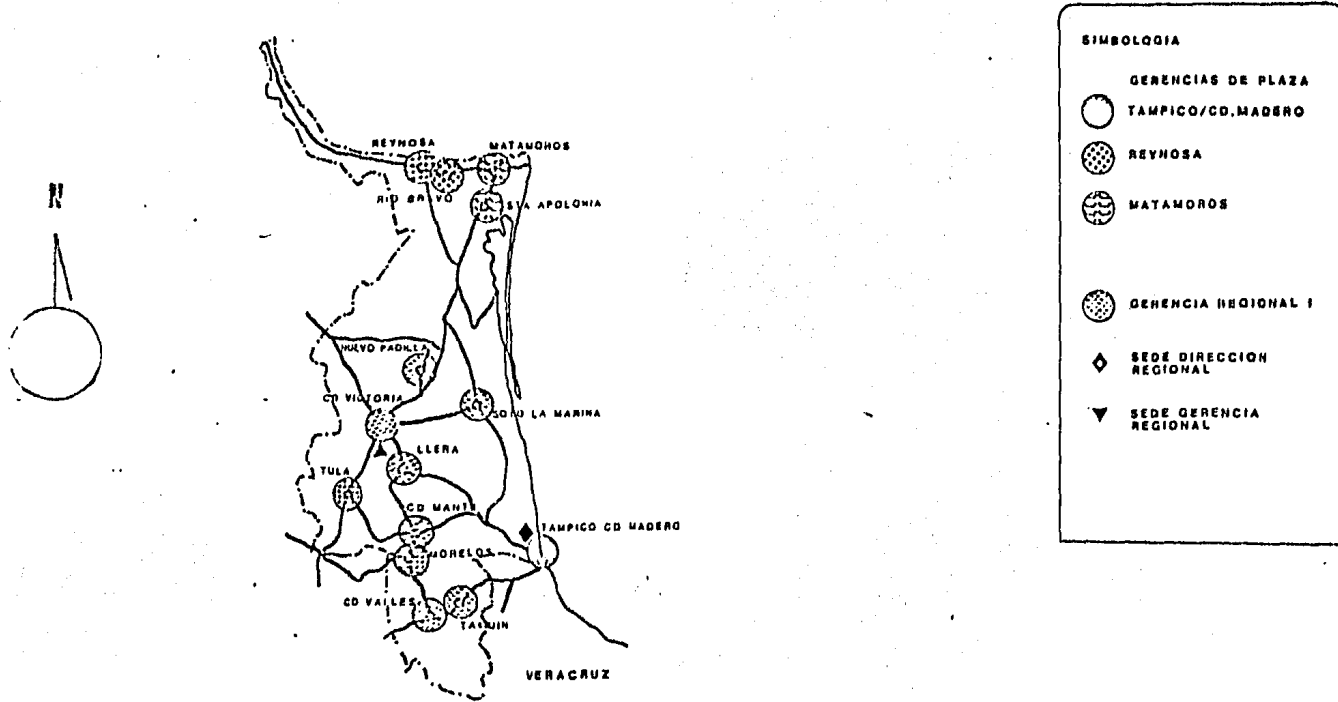 N
REYNOSA
MATAMOROS
RIO BRAVO
STA APOLONIA
NUEVO PADILLA
CD VICTORIA
SOTO LA MARINA
LLERA
TULA
CD MANTE
TAMPICO CD MADERO
MORELOS
CD VALLES
TAMUIN
VERACRUZ
SIMBOLOGIA
GERENCIAS DE PLAZA
TAMPICO/CD.MADERO
REYNOSA
MATAMOROS
GERENCIA REGIONAL I
SEDE DIRECCION
REGIONAL
SEDE GERENCIA
REGIONAL